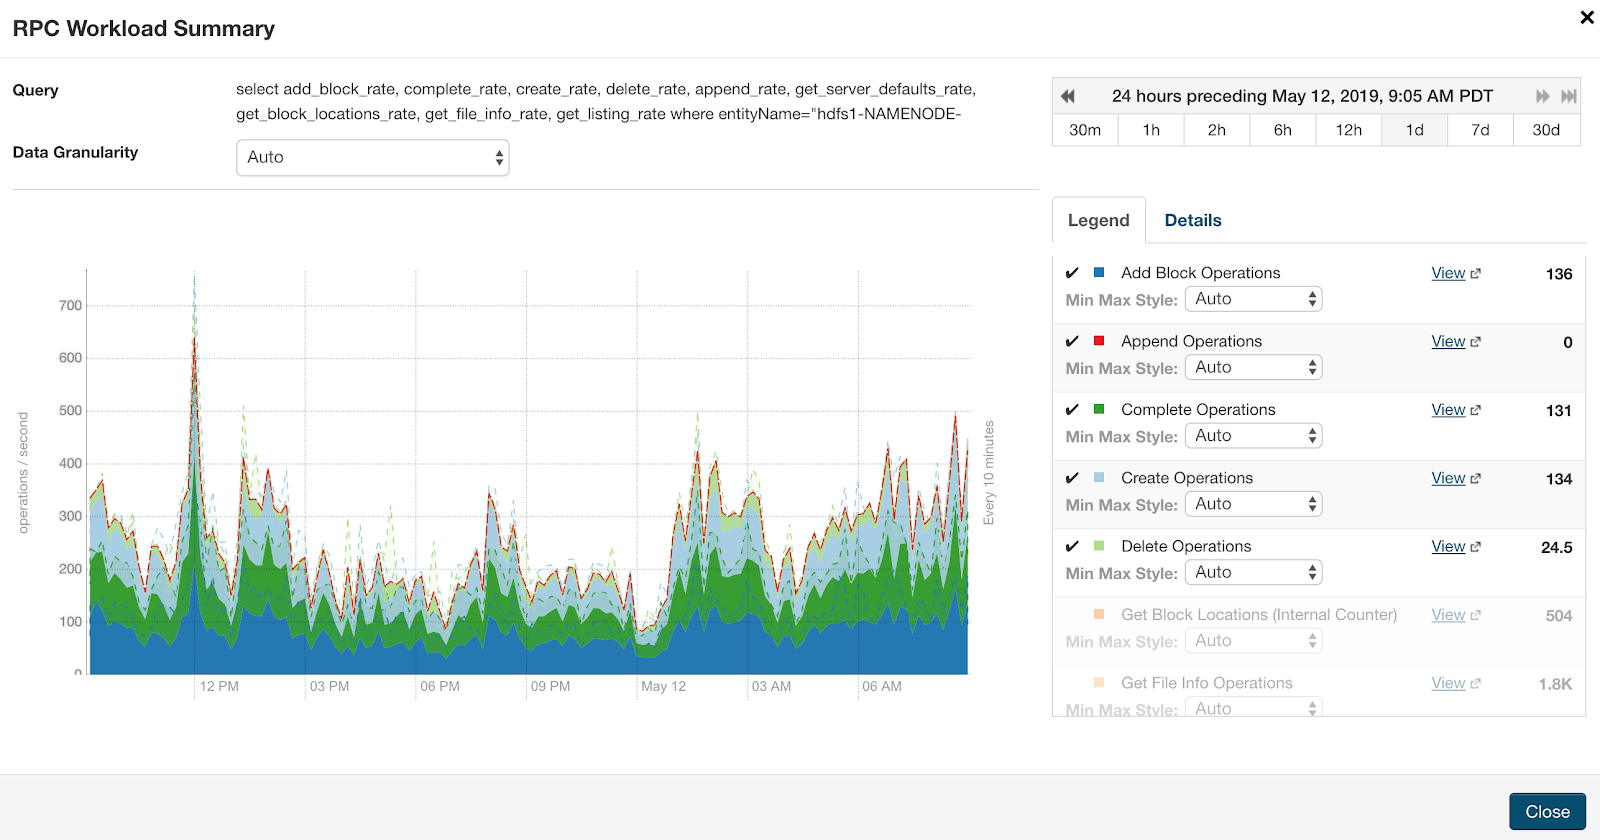 RPC Workload Summary
×
Query
select add_block_rate, complete_rate, create_rate, delete_rate, append_rate, get_server_defaults_rate,
get_block_locations_rate, get_file_info_rate, get_listing_rate where entityName="hdfs1-NAMENODE-
Data Granularity
Auto
24 hours preceding May 12, 2019, 9:05 AM PDT
30m 1h 2h 6h 12h 1d 7d 30d
Legend Details
Add Block Operations View 136
Min Max Style: Auto
Append Operations View 0
Min Max Style: Auto
Complete Operations View 131
Min Max Style: Auto
Create Operations View 134
Min Max Style: Auto
Delete Operations View 24.5
Min Max Style: Auto
Get Block Locations (Internal Counter) View 504
Min Max Style: Auto
Get File Info Operations View 1.8K
Min Max Style: Auto
operations / second
700
600
500
400
300
200
100
0
12 PM 03 PM 06 PM 09 PM May 12 03 AM 06 AM
Every 10 minutes
Close